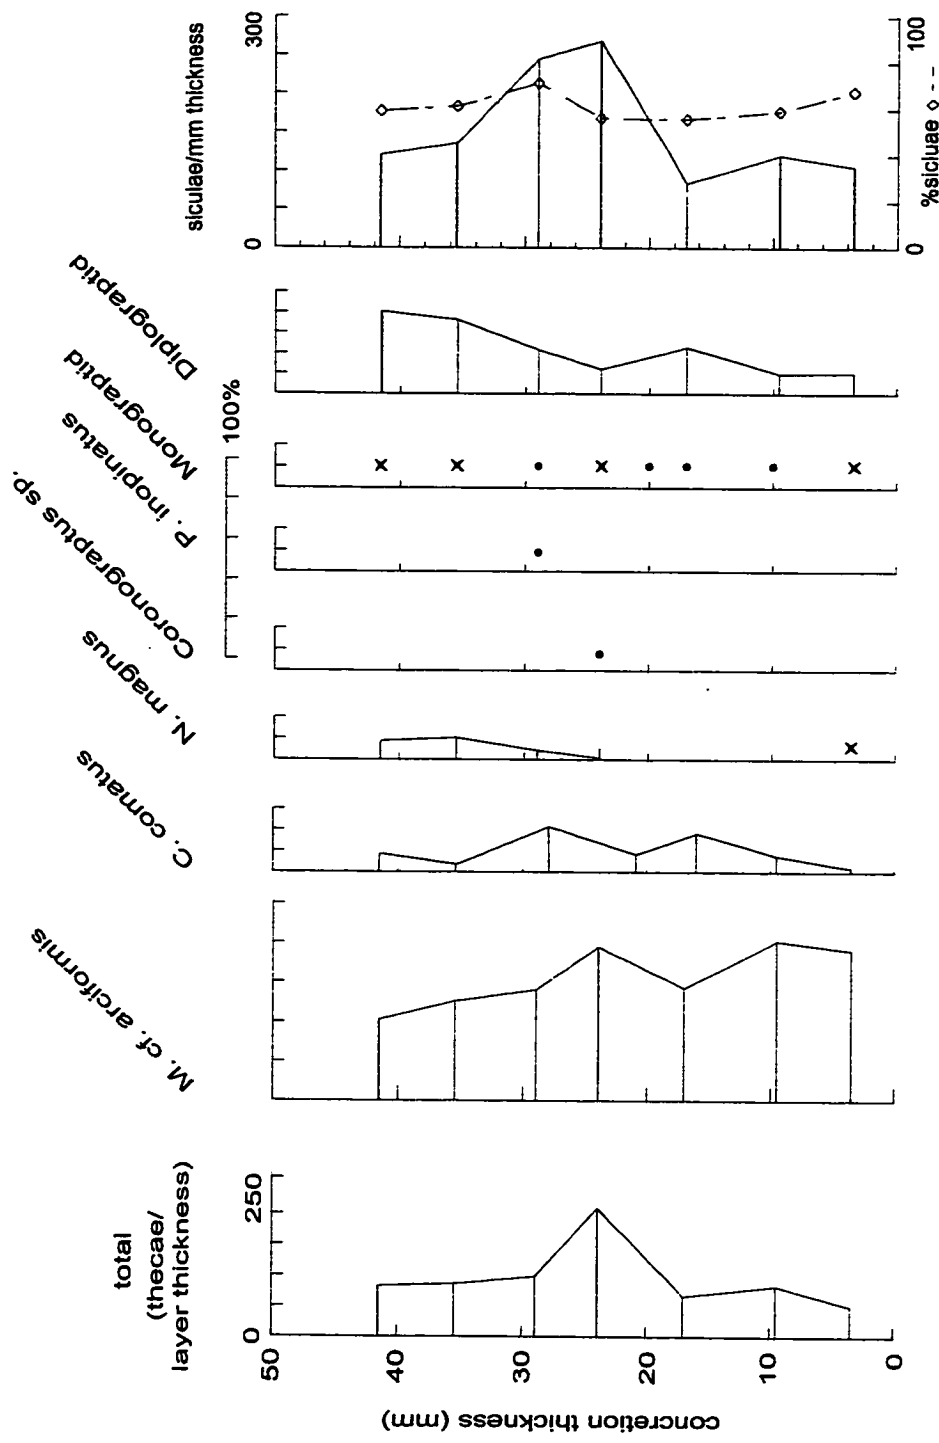 total
(thecae/
layer thickness)
0
250
M. cf. arciformis
C. comatus
N. magnus
Coronograptus sp.
P. inopinatus
Monograptid
Diplograptid
100%
siculae/mm thickness
0
300
0
100
%sicluae
concretion thickness (mm)
50
40
30
20
10
0